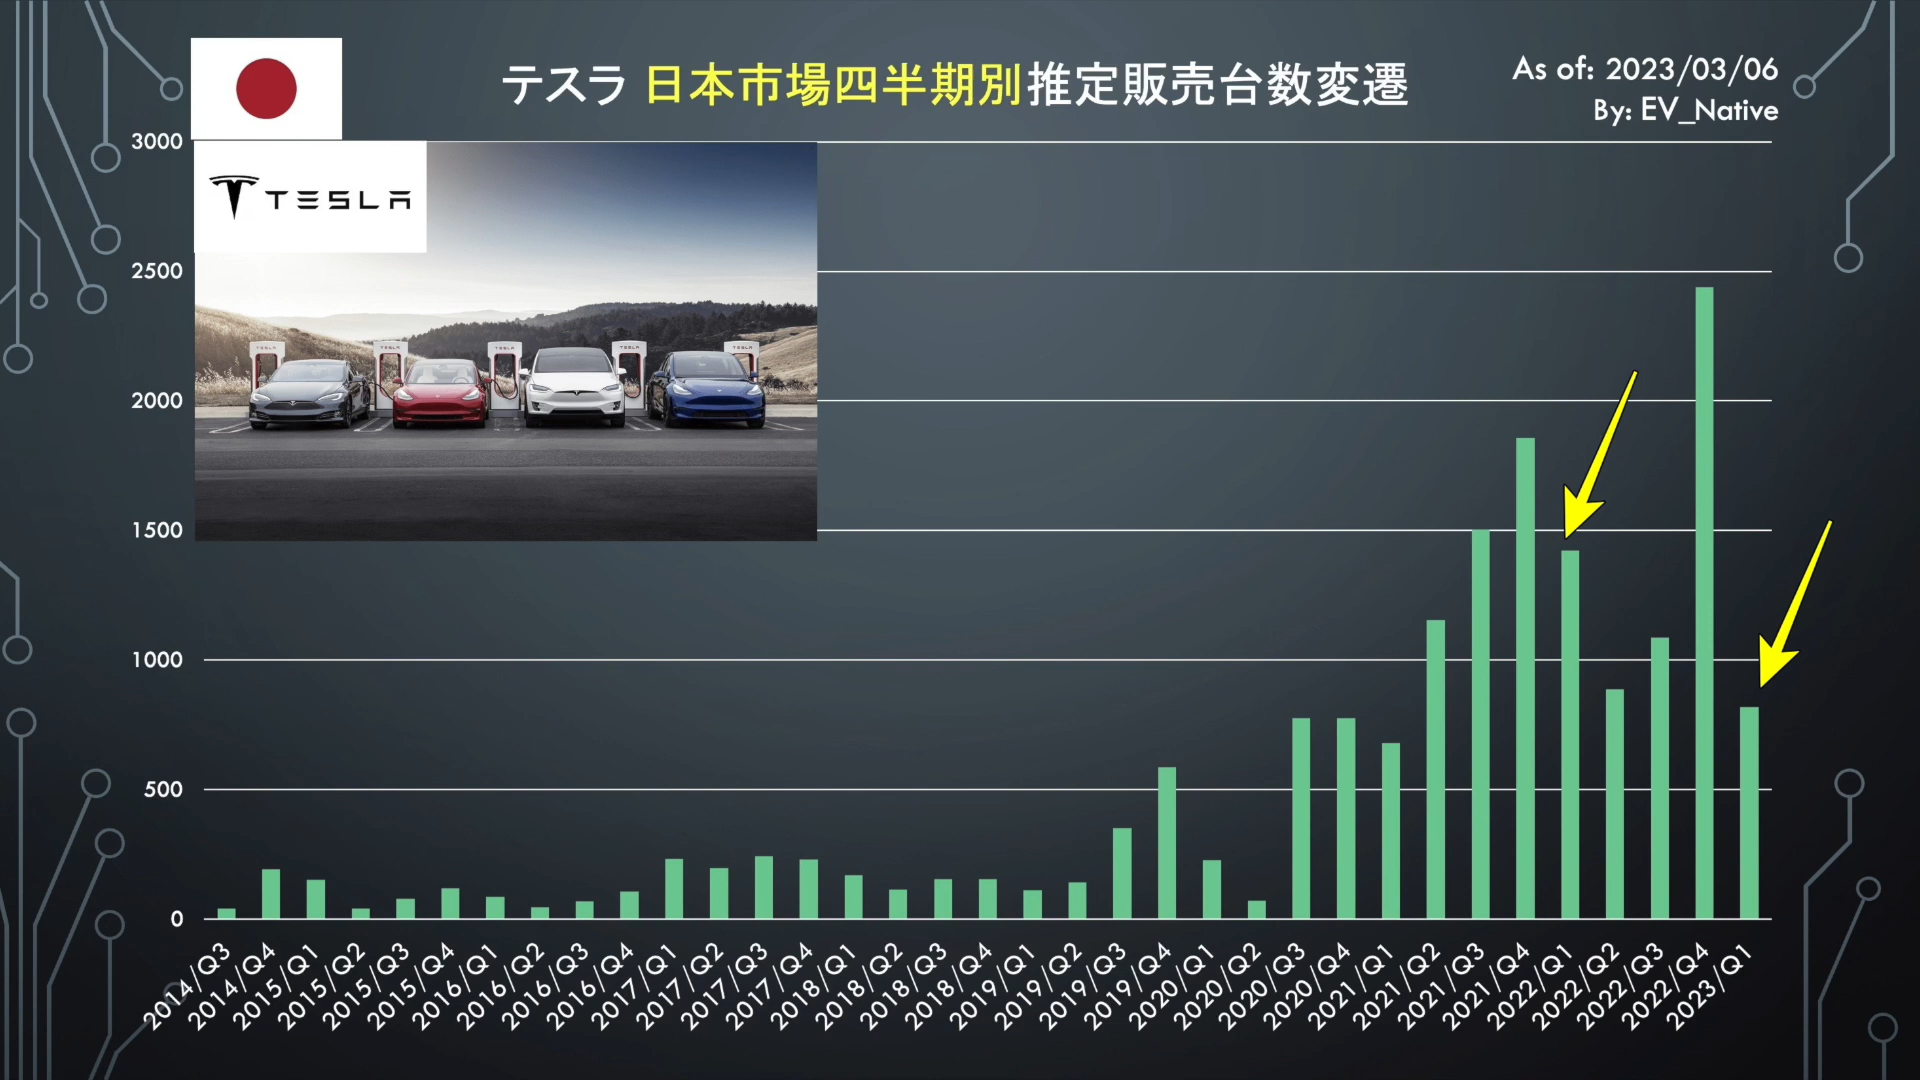 テスラ 日本市場四半期別推定販売台数変遷
As of: 2023/03/06
By: EV_Native
TESLA
3000
2500
2000
1500
1000
500
0
2014/Q3
2014/Q4
2015/Q1
2015/Q2
2015/Q3
2015/Q4
2016/Q1
2016/Q2
2016/Q3
2016/Q4
2017/Q1
2017/Q2
2017/Q3
2017/Q4
2018/Q1
2018/Q2
2018/Q3
2018/Q4
2019/Q1
2019/Q2
2019/Q3
2019/Q4
2020/Q1
2020/Q2
2020/Q3
2020/Q4
2021/Q1
2021/Q2
2021/Q3
2021/Q4
2022/Q1
2022/Q2
2022/Q3
2022/Q4
2023/Q1
TESLA
TESLA
TESLA
TESLA
TESLA